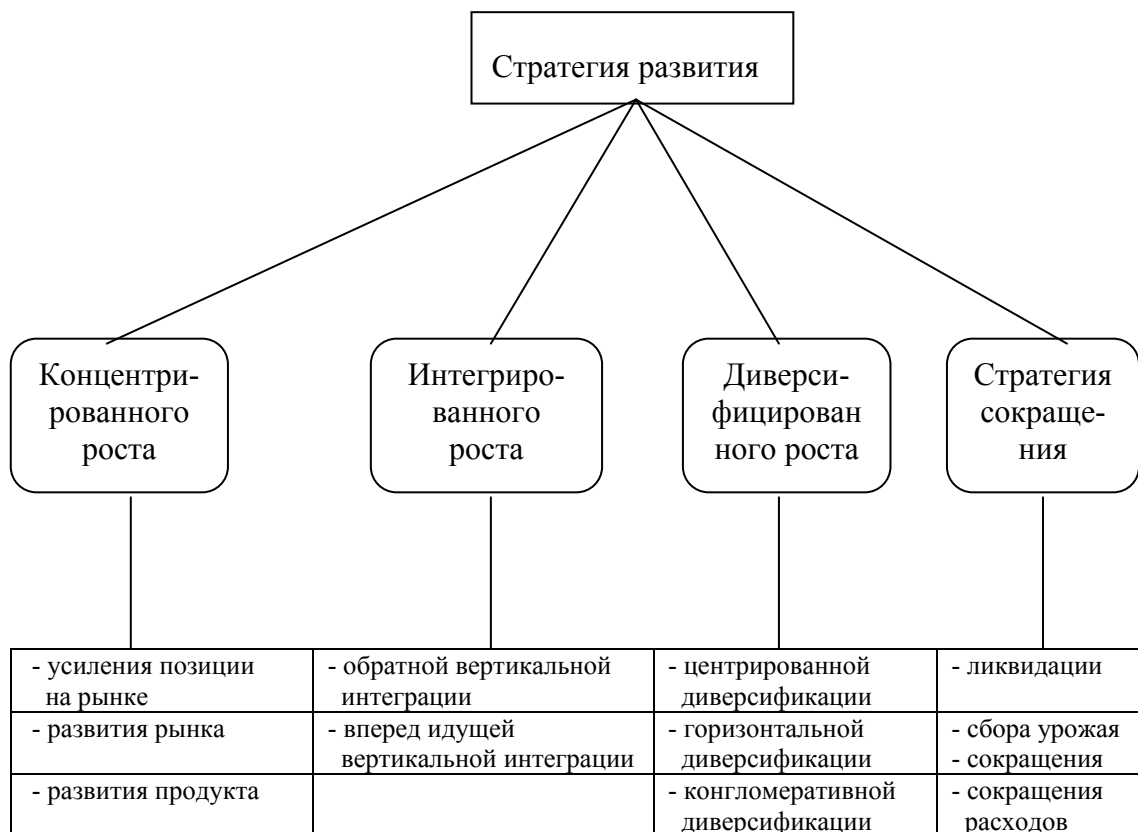 Стратегия развития
Концентри-
рованного
роста
Интегриро-
ванного
роста
Диверси-
фицирован
ного роста
Стратегия
сокраще-
ния
- усиления позиции
на рынке
- обратной вертикальной
интеграции
- центрированной
диверсификации
- ликвидации
- развития рынка
- вперед идущей
вертикальной интеграции
- горизонтальной
диверсификации
- сбора урожая
- сокращения
- развития продукта
- конгломеративной
диверсификации
- сокращения
расходов